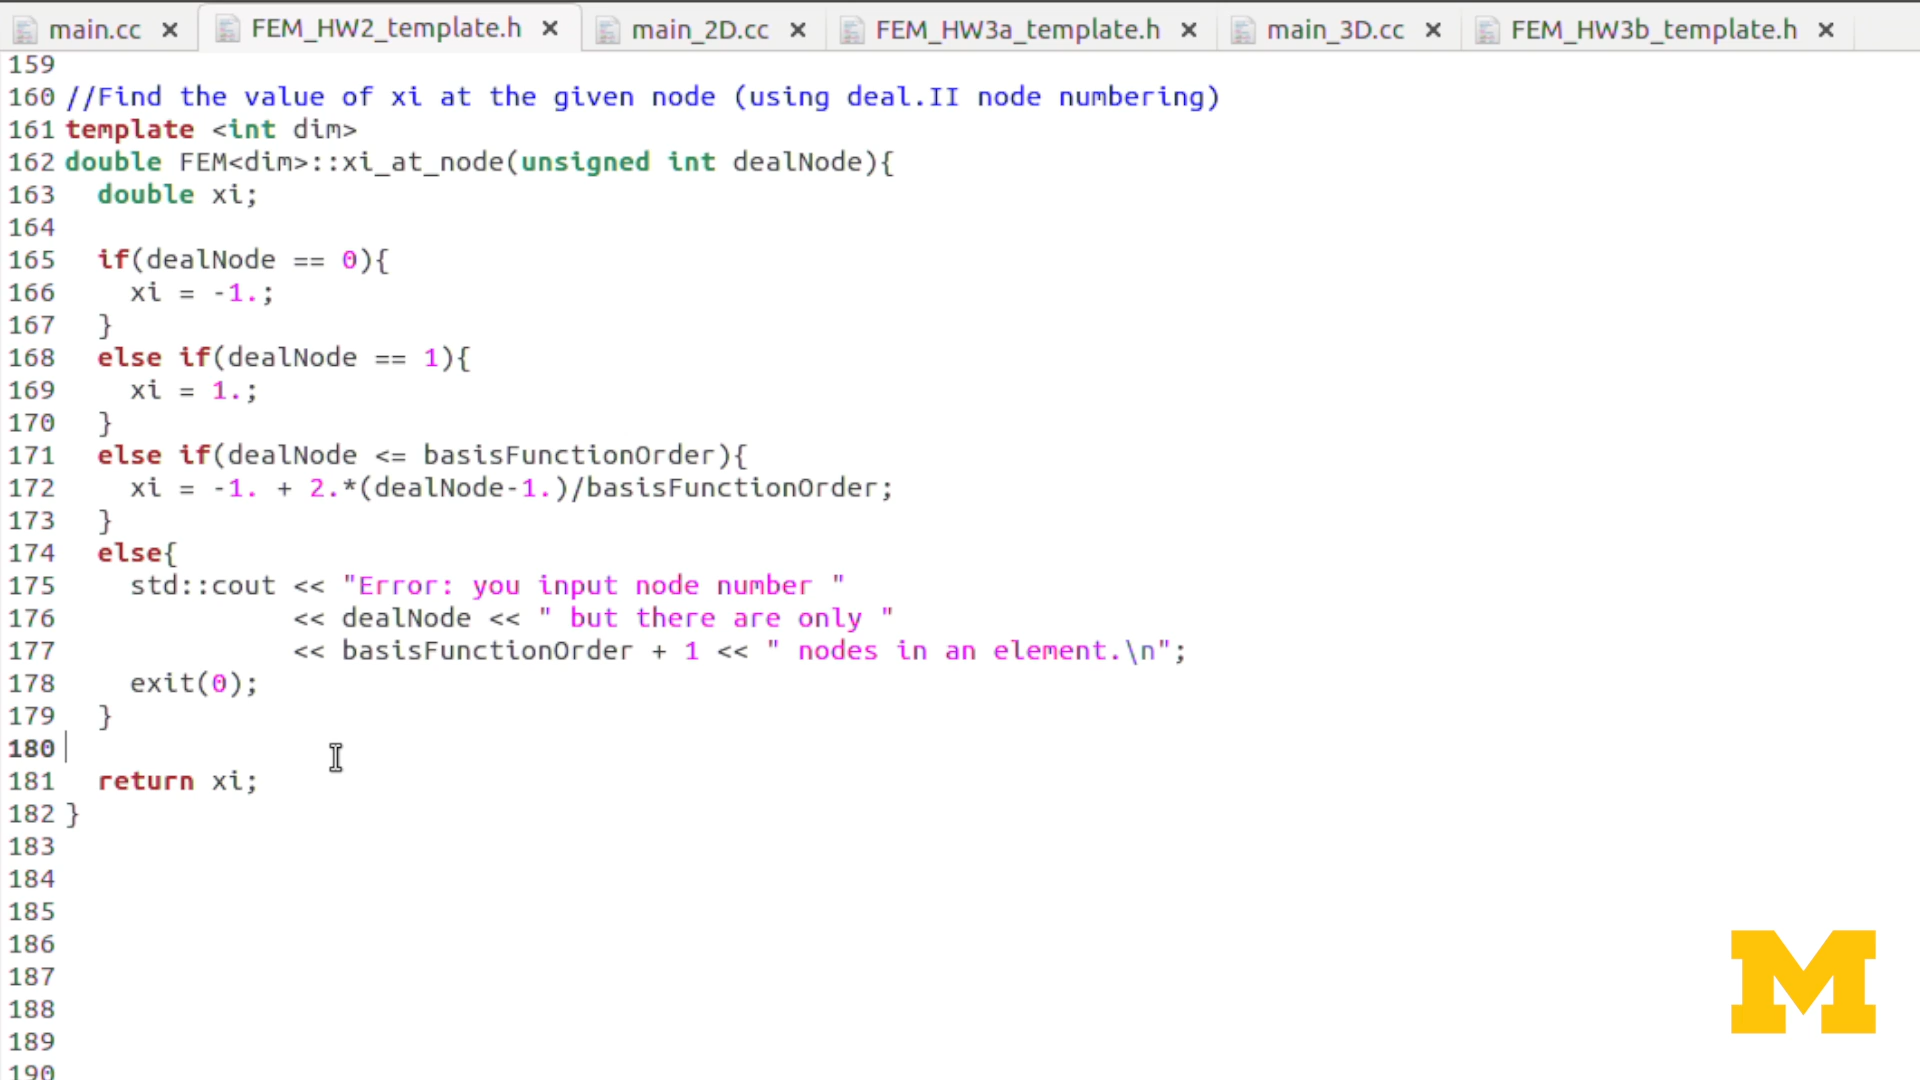 main.cc FEM_HW2_template.h main_2D.cc FEM_HW3a_template.h main_3D.cc FEM_HW3b_template.h
159
160 //Find the value of xi at the given node (using deal.II node numbering)
161 template <int dim>
162 double FEM<dim>::xi_at_node(unsigned int dealNode){
163   double xi;
164
165   if(dealNode == 0){
166     xi = -1.;
167   }
168   else if(dealNode == 1){
169     xi = 1.;
170   }
171   else if(dealNode <= basisFunctionOrder){
172     xi = -1. + 2.*(dealNode-1.)/basisFunctionOrder;
173   }
174   else{
175     std::cout << "Error: you input node number "
176               << dealNode << " but there are only "
177               << basisFunctionOrder + 1 << " nodes in an element.\n";
178     exit(0);
179   }
180
181   return xi;
182 }
183
184
185
186
187
188
189
190
M